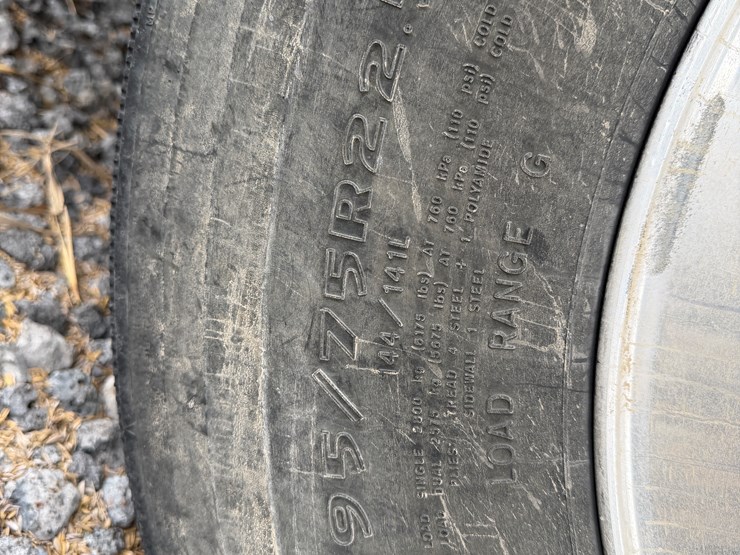 95/75R22.
144/141L
LOAD SINGLE 2800 kg (6175 lbs) AT 760 kPa (110 psi) COLD
LOAD DUAL 2575 kg (5675 lbs) AT 760 kPa (110 psi) COLD
PLIES: TREAD 4 STEEL + 1 POLYAMIDE
SIDEWALL 1 STEEL
LOAD RANGE G